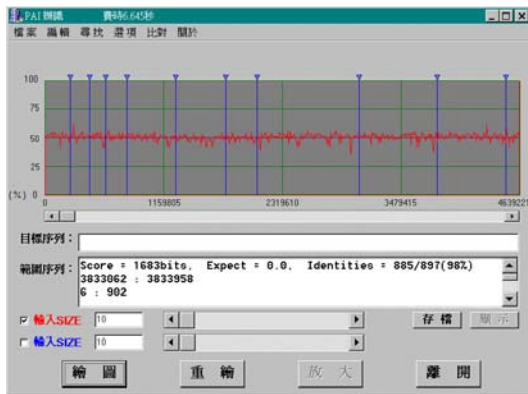 PAI 辨識 費時6.645秒
檔案 編輯 尋找 選項 比對 關於
100
75
50
25
(%) 0
0 1159805 2319610 3479415 4639221
目標序列：
範圍序列：
Score = 1683bits, Expect = 0.0, Identities = 885/897(98%)
3833062 : 3833958
6 : 902
輸入SIZE 10 存檔 顯示
輸入SIZE 10
繪圖 重繪 放大 離開